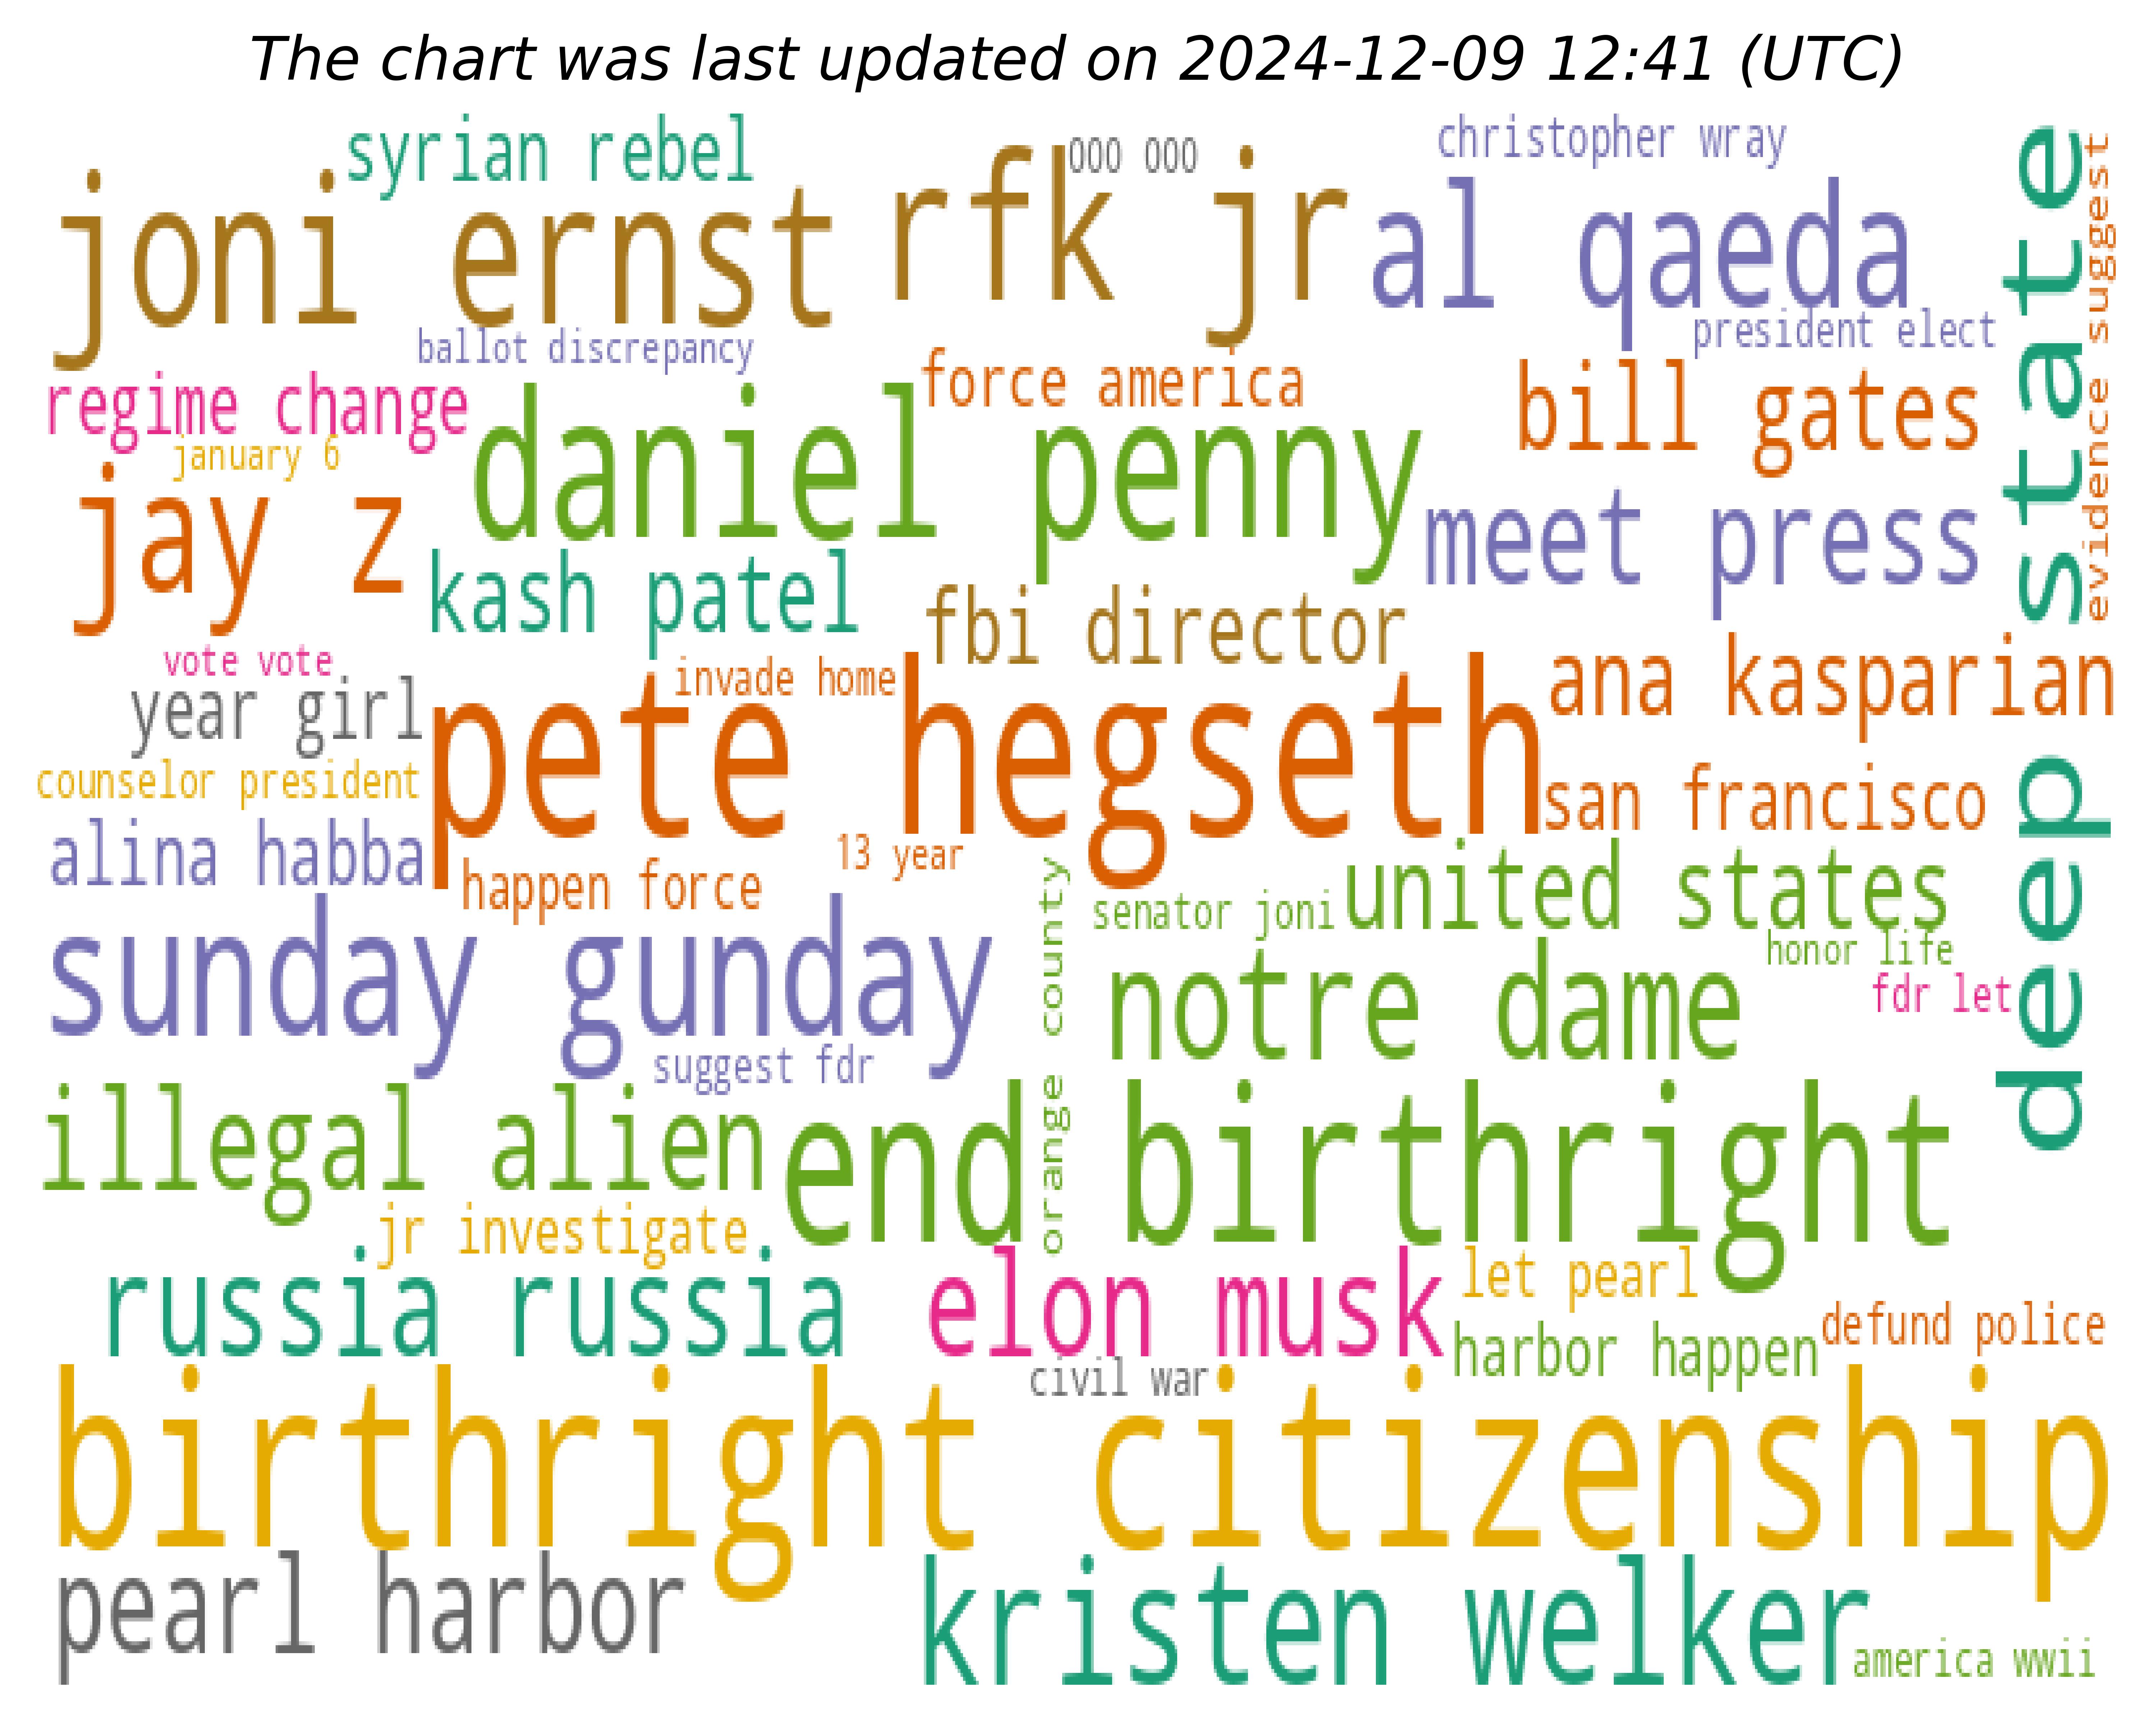 The chart was last updated on 2024-12-09 12:41 (UTC)
syrian rebel
000 000
christopher wray
joni ernst
rfk jr
al qaeda
deep state
evidence suggest
ballot discrepancy
president elect
regime change
force america
bill gates
january 6
daniel penny
jay z
meet press
kash patel
fbi director
vote vote
invade home
ana kasparian
year girl
pete hegseth
counselor president
san francisco
alina habba
13 year
happen force
united states
senator joni
orange county
sunday gunday
honor life
notre dame
fdr let
suggest fdr
illegal alien
end birthright
jr investigate
let pearl
russia russia
elon musk
defund police
harbor happen
civil war
birthright citizenship
pearl harbor
kristen welker
america wwii